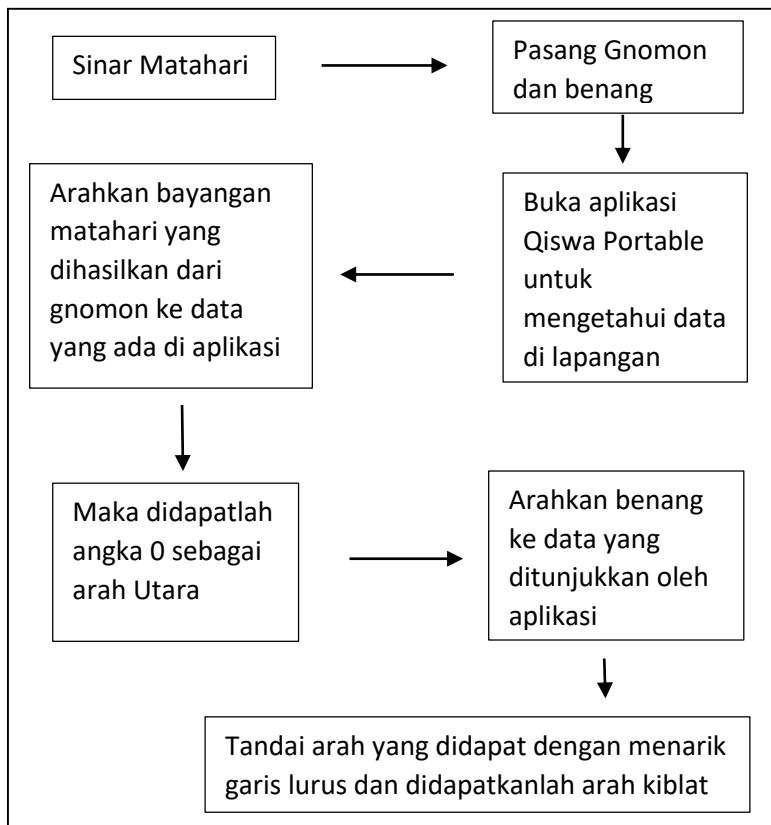 Sinar Matahari
Pasang Gnomon
dan benang
Buka aplikasi
Qiswa Portable
untuk
mengetahui data
di lapangan
Arahkan bayangan
matahari yang
dihasilkan dari
gnomon ke data
yang ada di aplikasi
Maka didapatlah
angka 0 sebagai
arah Utara
Arahkan benang
ke data yang
ditunjukkan oleh
aplikasi
Tandai arah yang didapat dengan menarik
garis lurus dan didapatkanlah arah kiblat